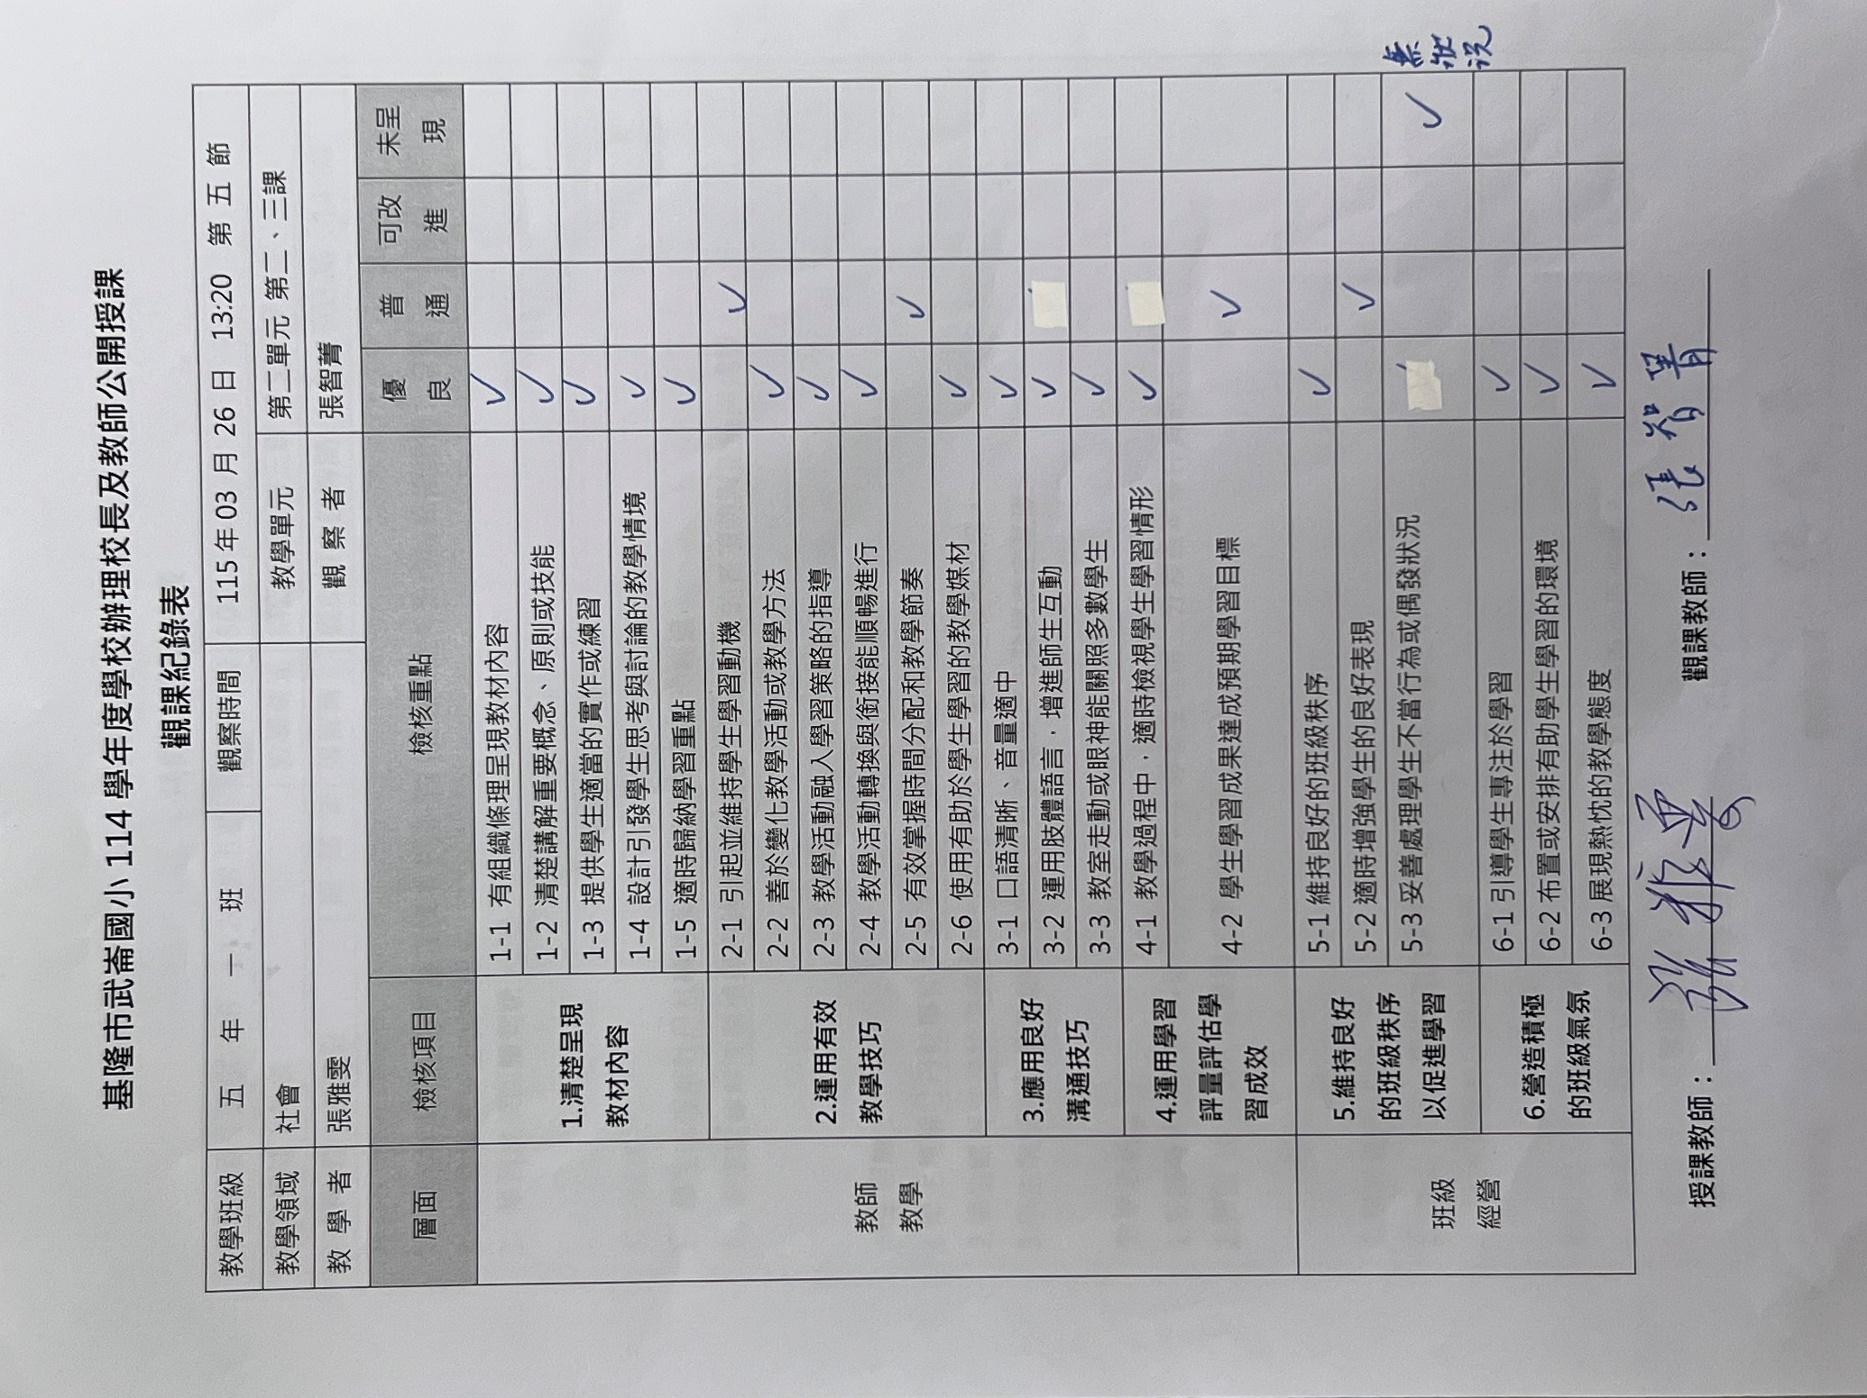 基隆市武崙國小 114 學年度學校辦理校長及教師公開授課
觀課紀錄表
教學班級 五 年 一 班 觀察時間 115 年 03 月 26 日 13:20 第 五 節
教學領域 社會 教學單元 第二單元 第二、三課
教 學 者 張雅雯 觀 察 者 張智菁
層面 檢核項目 檢核重點 優良 普通 可改進 未呈現
教師教學
1.清楚呈現教材內容
1-1 有組織條理呈現教材內容 ✓
1-2 清楚講解重要概念、原則或技能 ✓
1-3 提供學生適當的實作或練習 ✓
1-4 設計引發學生思考與討論的教學情境 ✓
1-5 適時歸納學習重點 ✓
2.運用有效教學技巧
2-1 引起並維持學生學習動機 ✓
2-2 善於變化教學活動或教學方法 ✓
2-3 教學活動融入學習策略的指導 ✓
2-4 教學活動轉換與銜接能順暢進行 ✓
2-5 有效掌握時間分配和教學節奏 ✓
2-6 使用有助於學生學習的教學媒材 ✓
3.應用良好溝通技巧
3-1 口語清晰、音量適中 ✓
3-2 運用肢體語言，增進師生互動 ✓
3-3 教室走動或眼神能關照多數學生 ✓
4.運用學習評量評估學習成效
4-1 教學過程中，適時檢視學生學習情形 ✓
4-2 學生學習成果達成預期學習目標 ✓
班級經營
5.維持良好的班級秩序以促進學習
5-1 維持良好的班級秩序 ✓
5-2 適時增強學生的良好表現 ✓
5-3 妥善處理學生不當行為或偶發狀況 ✓ 無狀況
6.營造積極的班級氣氛
6-1 引導學生專注於學習 ✓
6-2 布置或安排有助學生學習的環境 ✓
6-3 展現熱忱的教學態度 ✓
授課教師：張雅雯 觀課教師：張智菁